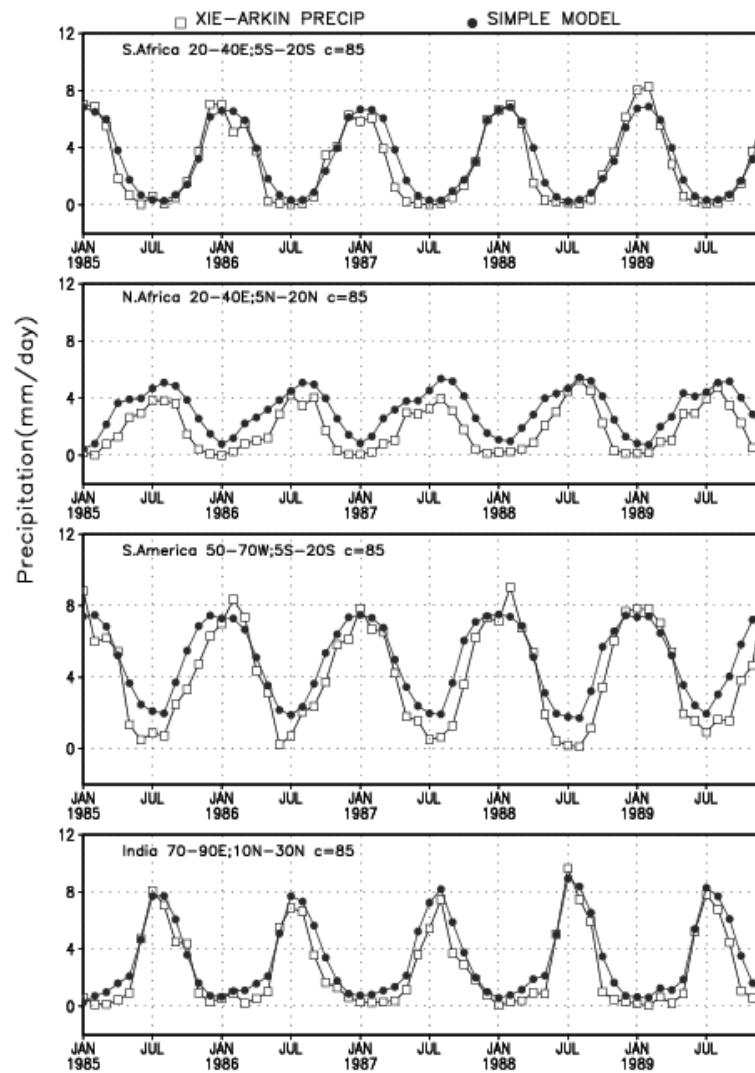 XIE-ARKIN PRECIP SIMPLE MODEL
Precipitation(mm/day)
12
S.Africa 20-40E;5S-20S c=85
8
4
0
JAN JUL JAN JUL JAN JUL JAN JUL JAN JUL
1985 1986 1987 1988 1989
12
N.Africa 20-40E;5N-20N c=85
8
4
0
JAN JUL JAN JUL JAN JUL JAN JUL JAN JUL
1985 1986 1987 1988 1989
12
S.America 50-70W;5S-20S c=85
8
4
0
JAN JUL JAN JUL JAN JUL JAN JUL JAN JUL
1985 1986 1987 1988 1989
12
India 70-90E;10N-30N c=85
8
4
0
JAN JUL JAN JUL JAN JUL JAN JUL JAN JUL
1985 1986 1987 1988 1989